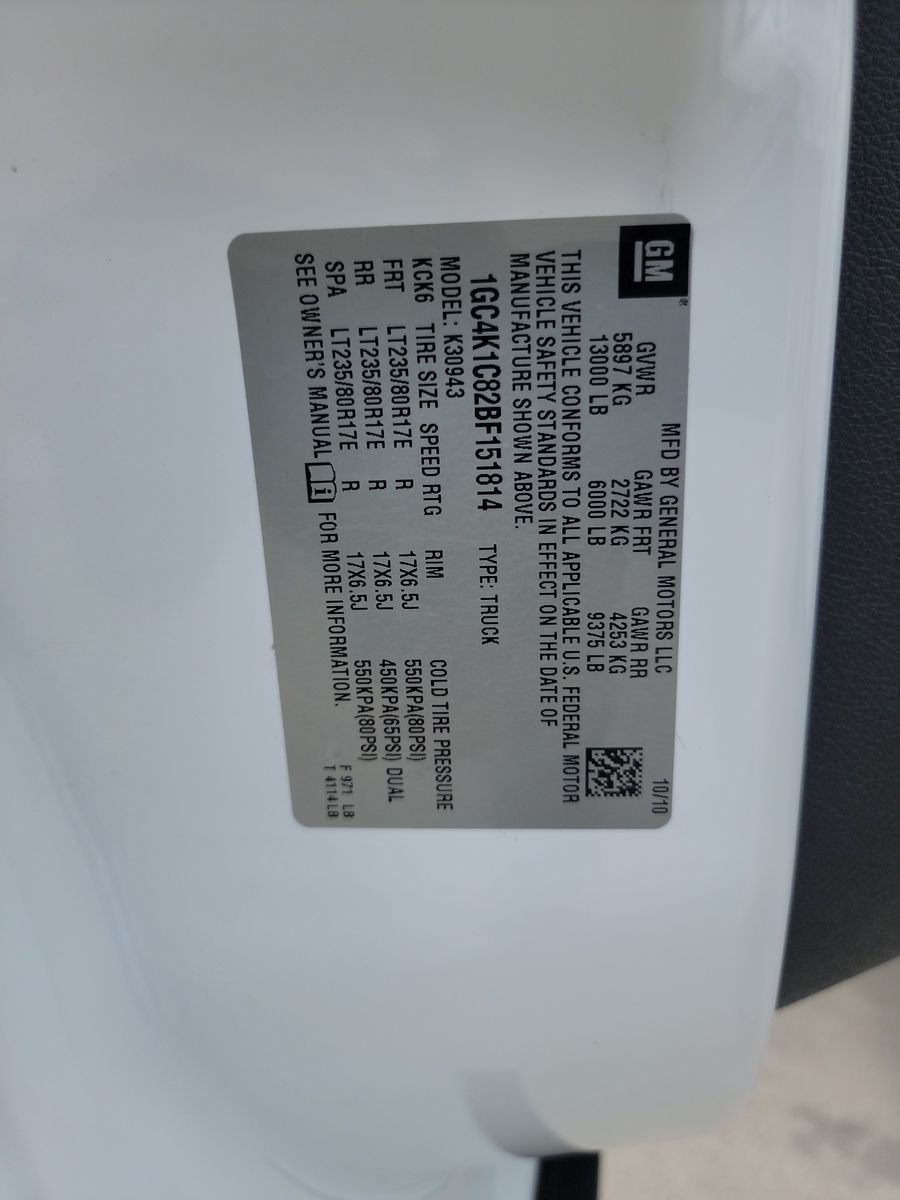 GM®
MFD BY GENERAL MOTORS LLC 10/10
GVWR GAWR FRT GAWR RR
5897 KG 2722 KG 4253 KG
13000 LB 6000 LB 9375 LB
THIS VEHICLE CONFORMS TO ALL APPLICABLE U.S. FEDERAL MOTOR
VEHICLE SAFETY STANDARDS IN EFFECT ON THE DATE OF
MANUFACTURE SHOWN ABOVE.
1GC4K1C82BF151814 TYPE: TRUCK
MODEL: K30943
KCK6 TIRE SIZE SPEED RTG RIM COLD TIRE PRESSURE
FRT LT235/80R17E R 17X6.5J 550KPA(80PSI)
RR LT235/80R17E R 17X6.5J 450KPA(65PSI) DUAL
SPA LT235/80R17E R 17X6.5J 550KPA(80PSI)
SEE OWNER'S MANUAL i FOR MORE INFORMATION.
F 971 LB
T 4114 LB